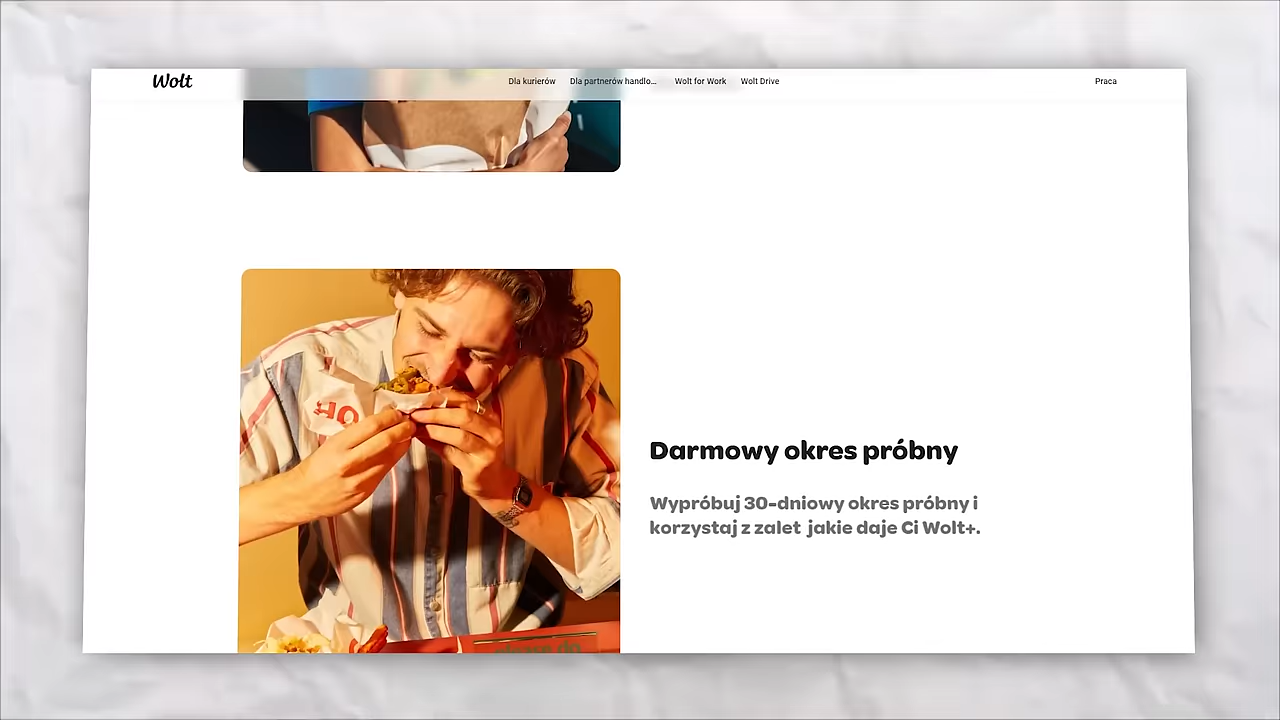 Wolt
Dla kurierów
Dla partnerów handlo...
Wolt for Work
Wolt Drive
Praca
Darmowy okres próbny
Wypróbuj 30-dniowy okres próbny i
korzystaj z zalet jakie daje Ci Wolt+.